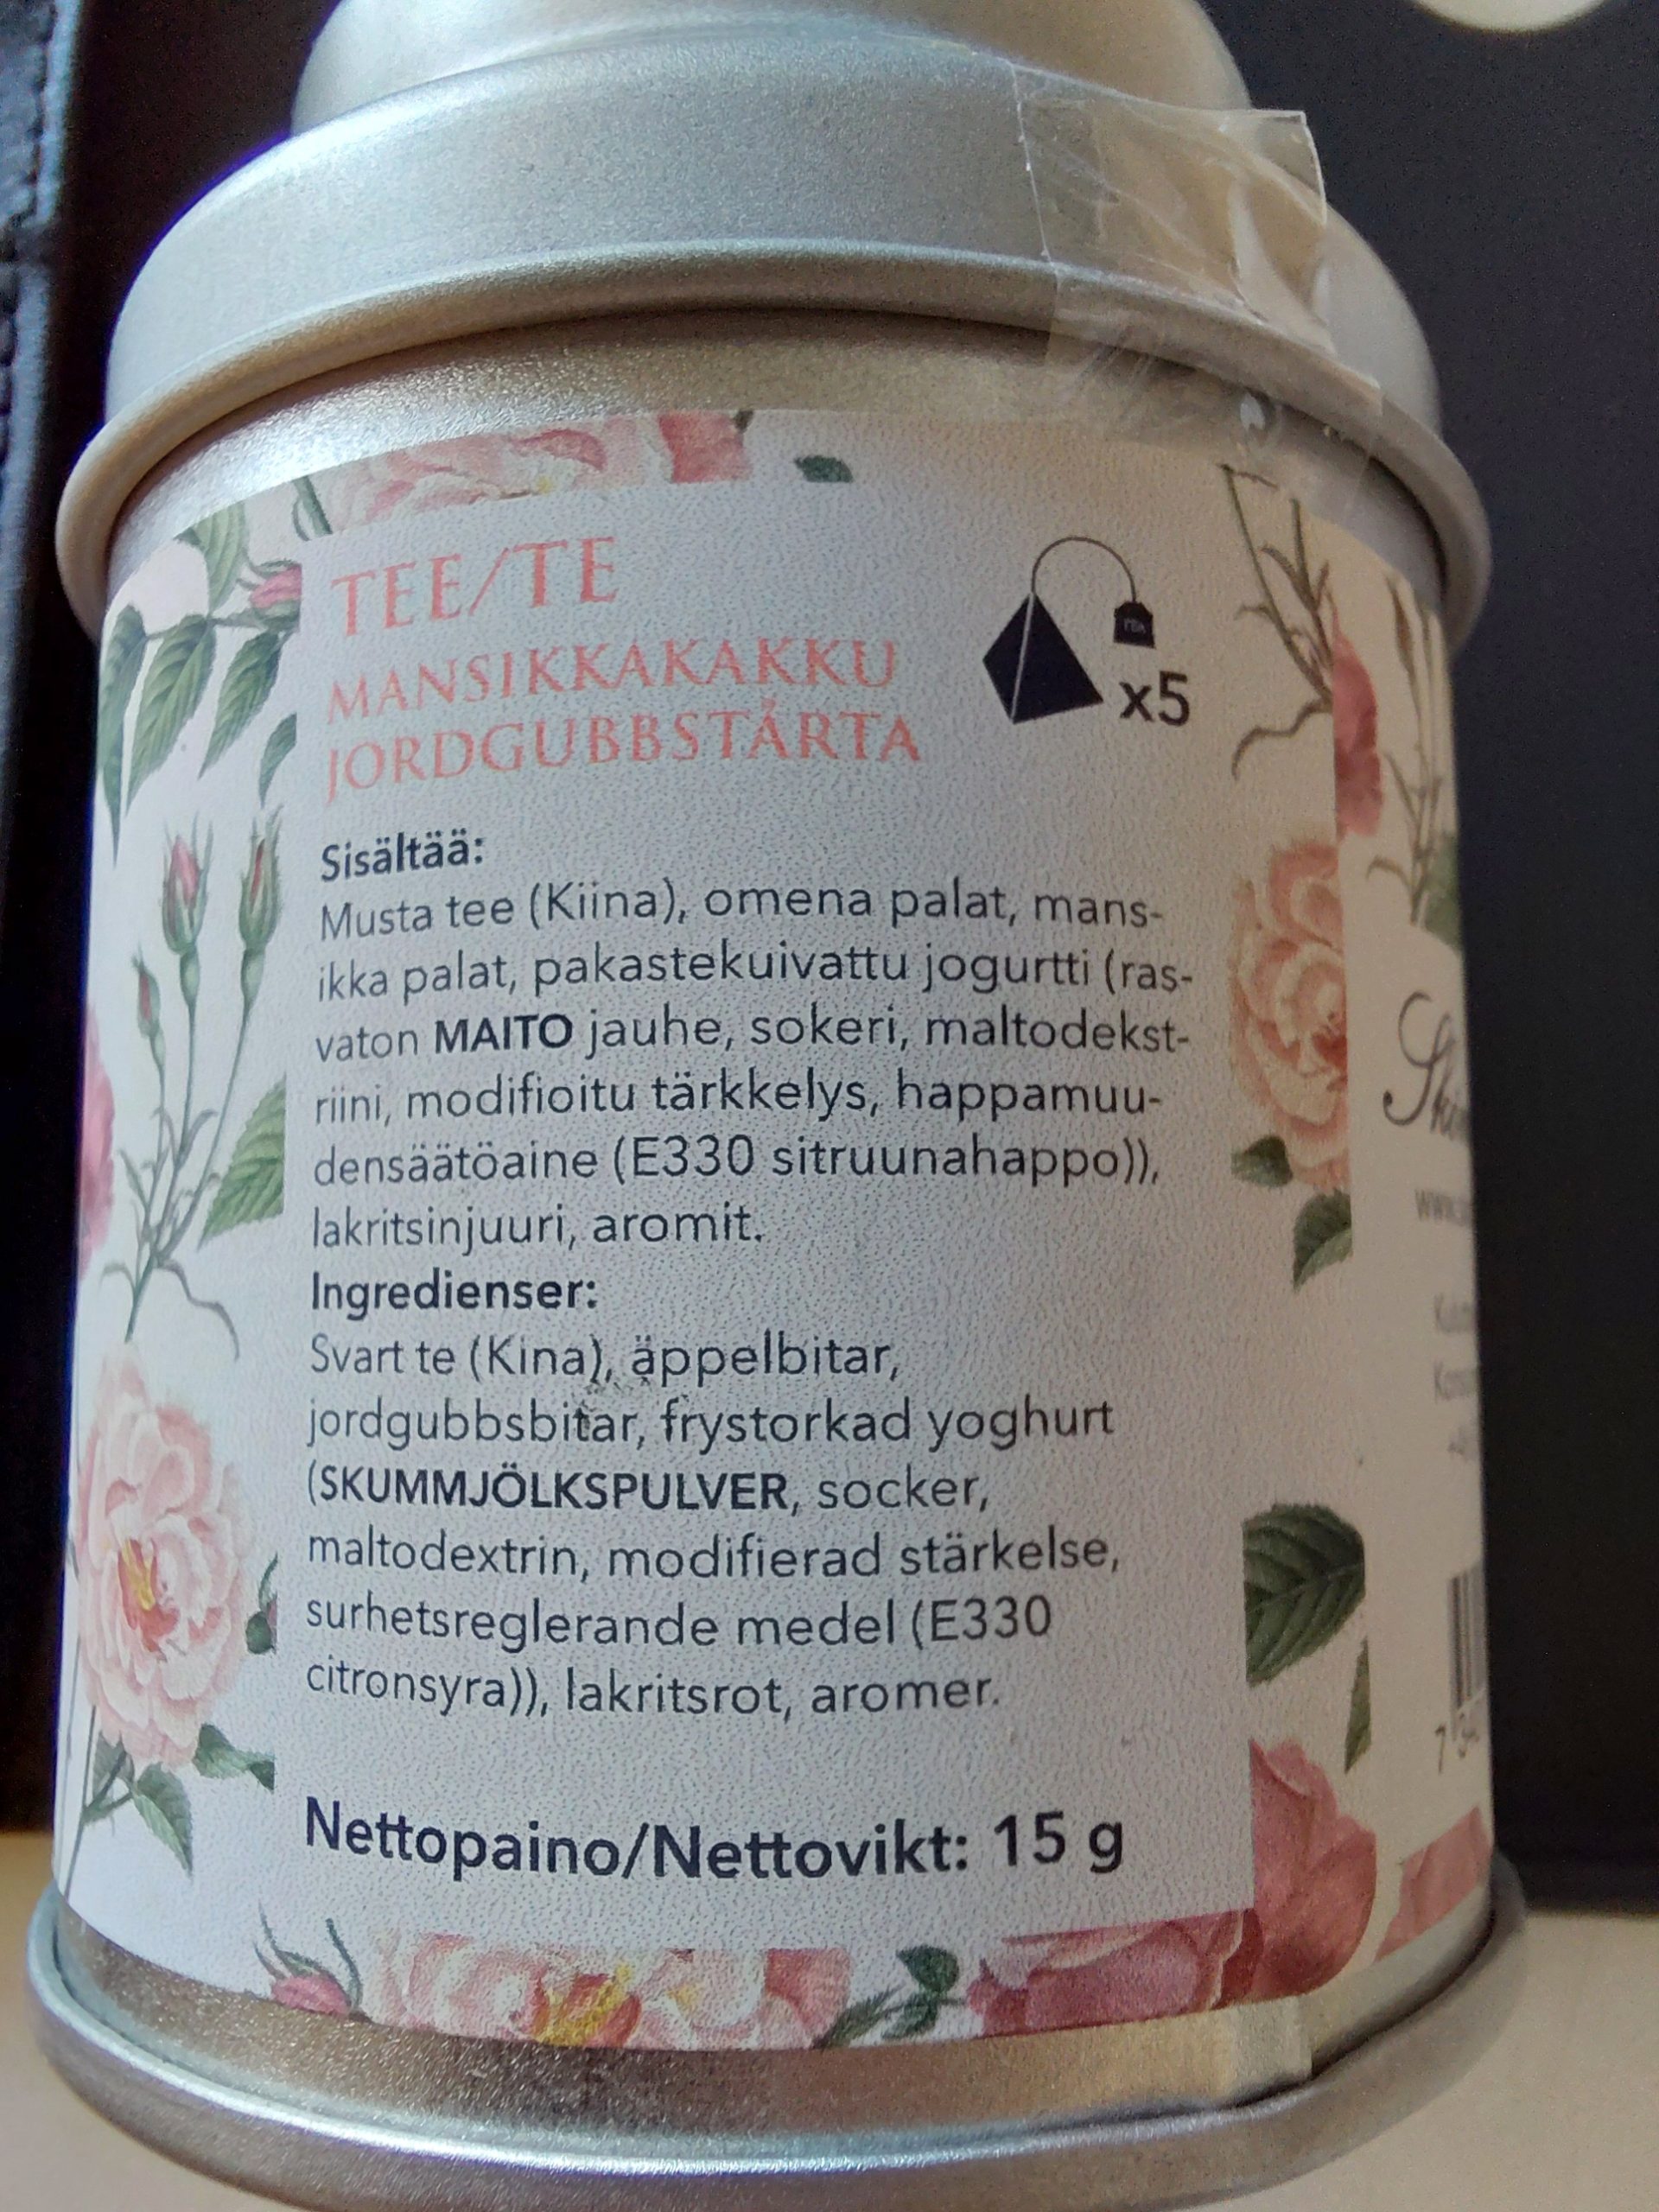 TEE/TE
MANSIKKAKAKKU
JORDGUBBSTÅRTA
x5
Sisältää:
Musta tee (Kiina), omena palat, mans-
ikka palat, pakastekuivattu jogurtti (ras-
vaton MAITO jauhe, sokeri, maltodekst-
riini, modifioitu tärkkelys, happamuu-
densäätöaine (E330 sitruunahappo)),
lakritsinjuuri, aromit.
Ingredienser:
Svart te (Kina), äppelbitar,
jordgubbsbitar, frystorkad yoghurt
(SKUMMJÖLKSPULVER, socker,
maltodextrin, modifierad stärkelse,
surhetsreglerande medel (E330
citronsyra)), lakritsrot, aromer.
Nettopaino/Nettovikt: 15 g